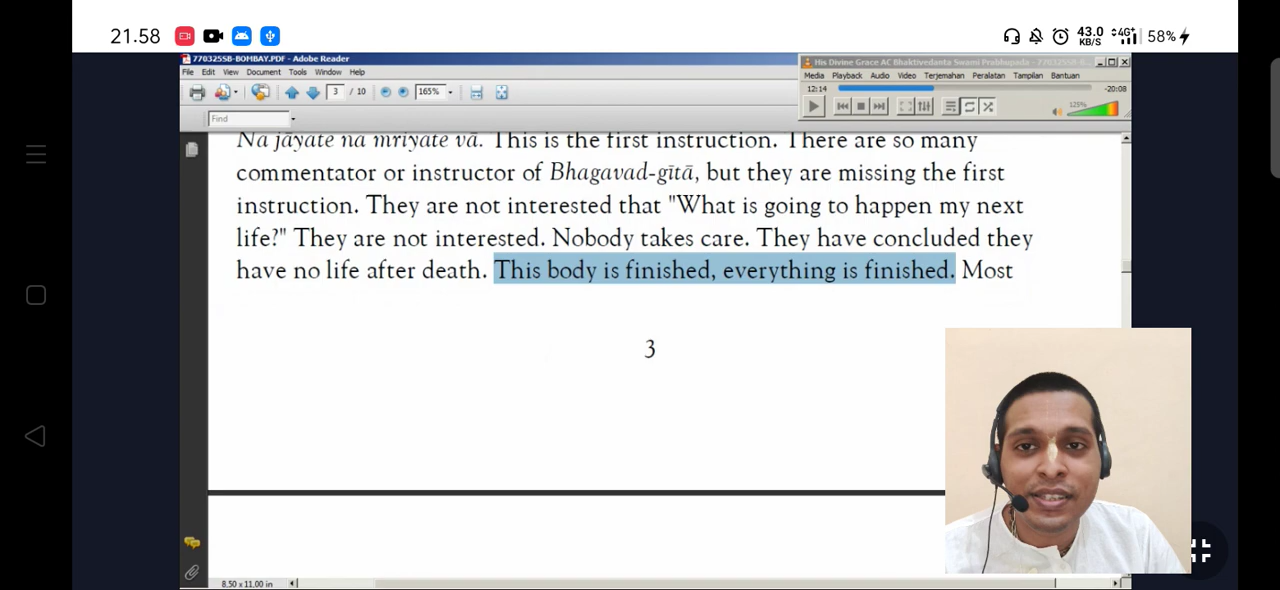 21.58
43.0
KB/S
4G+
58%
770325SB-BOMBAY.PDF - Adobe Reader
File Edit View Document Tools Window Help
3 / 10 165%
Find
His Divine Grace AC Bhaktivedanta Swami Prabhupada - 770325SB-B...
Media Playback Audio Video Terjemahan Peralatan Tampilan Bantuan
12:14 -20:08
125%
Na jāyate na mriyate vā. This is the first instruction. There are so many
commentator or instructor of Bhagavad-gītā, but they are missing the first
instruction. They are not interested that "What is going to happen my next
life?" They are not interested. Nobody takes care. They have concluded they
have no life after death. This body is finished, everything is finished. Most
3
8,50 x 11,00 in